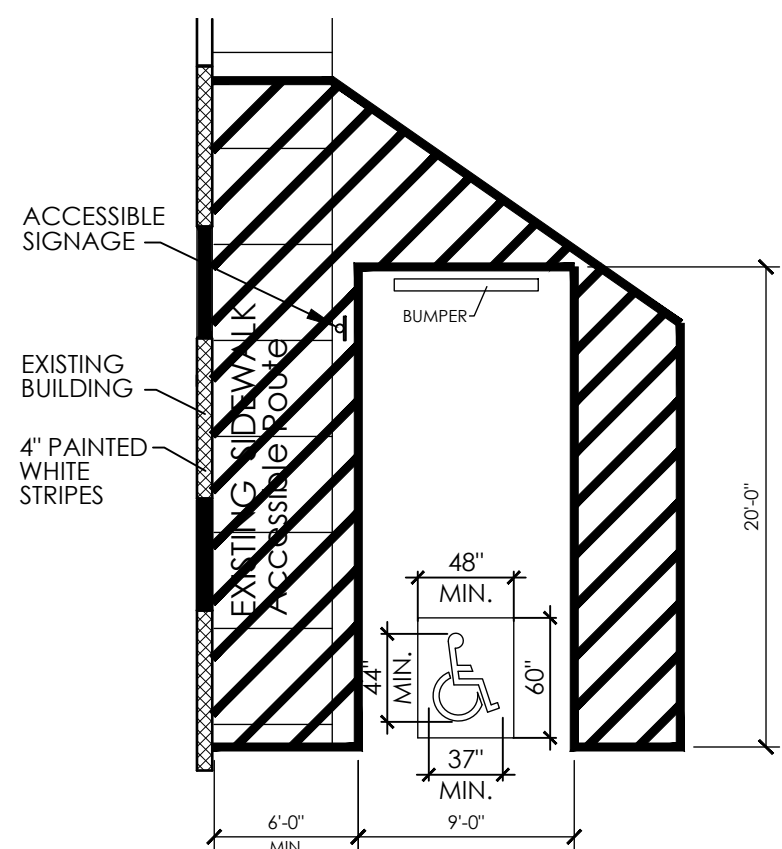 ACCESSIBLE
SIGNAGE
BUMPER
EXISTING
BUILDING
4" PAINTED
WHITE
STRIPES
EXISTING SIDEWALK
Accessible Route
20'-0"
48"
MIN.
44"
MIN.
60"
37"
MIN.
6'-0"
MIN.
9'-0"